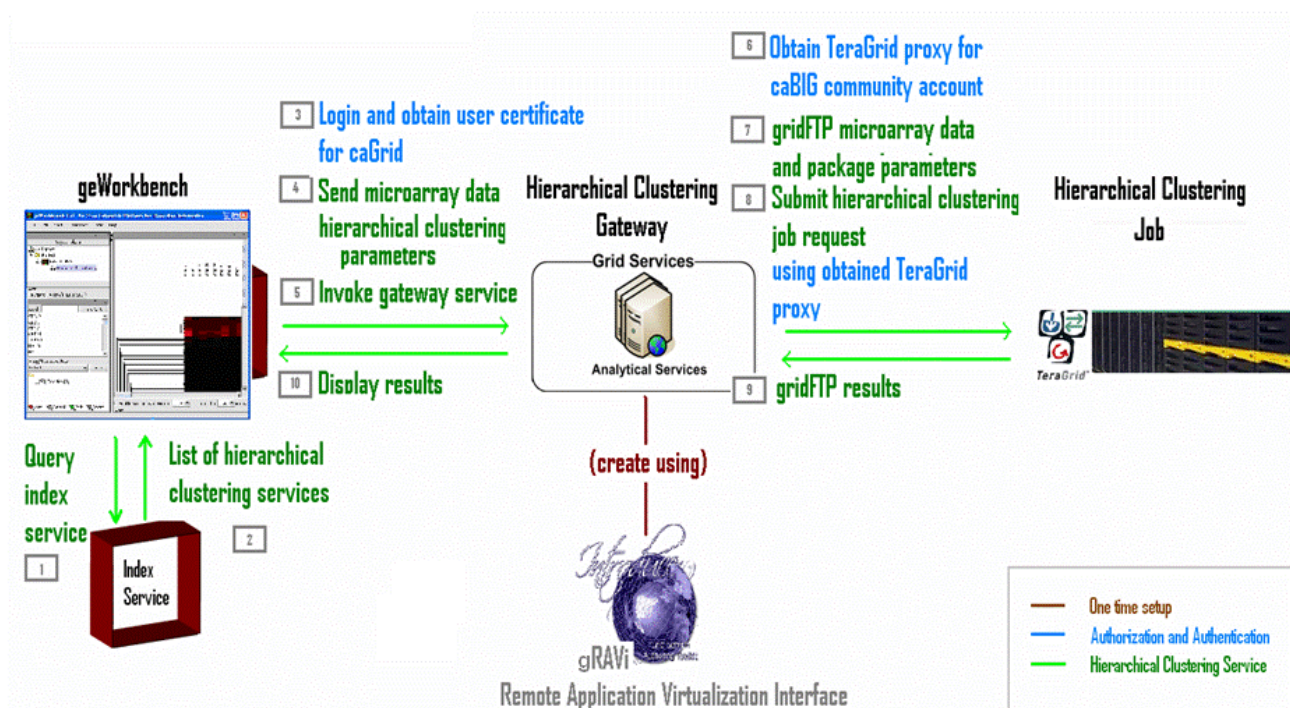 6
Obtain TeraGrid proxy for
caBIG community account
3
Login and obtain user certificate
for caGrid
7
gridFTP microarray data
and package parameters
geWorkbench
4
Send microarray data
hierarchical clustering
parameters
Hierarchical Clustering
Gateway
8
Submit hierarchical clustering
job request
using obtained TeraGrid
proxy
Hierarchical Clustering
Job
5
Invoke gateway service
Grid Services
Analytical Services
TeraGrid
10
Display results
9
gridFTP results
Query
index
service
1
List of hierarchical
clustering services
2
(create using)
Index
Service
Introduce
gRAVi
Remote Application Virtualization Interface
One time setup
Authorization and Authentication
Hierarchical Clustering Service